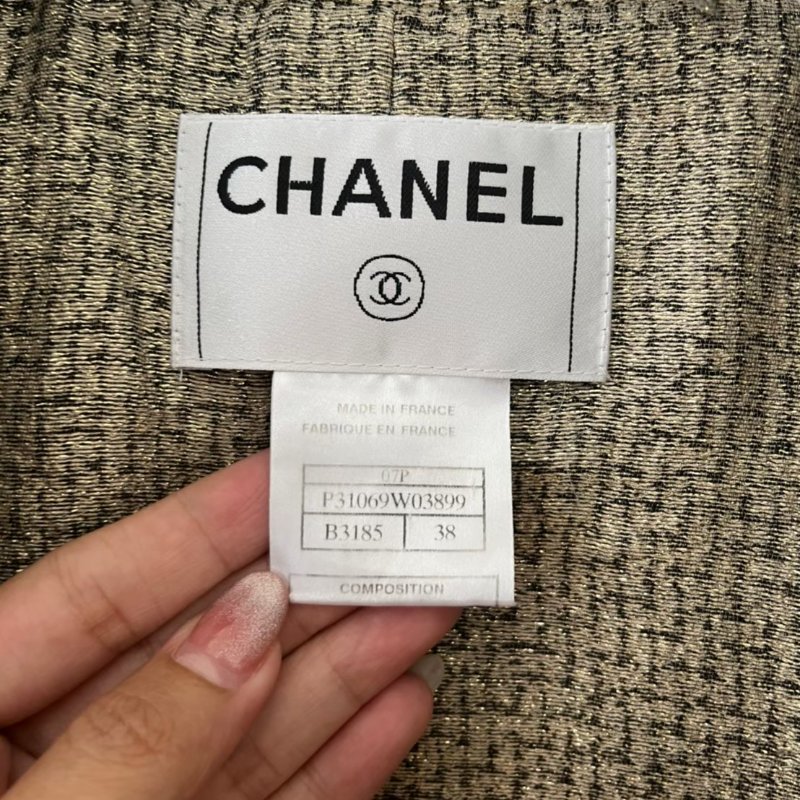 CHANEL
MADE IN FRANCE
FABRIQUE EN FRANCE
07P
P31069W03899
B3185 38
COMPOSITION